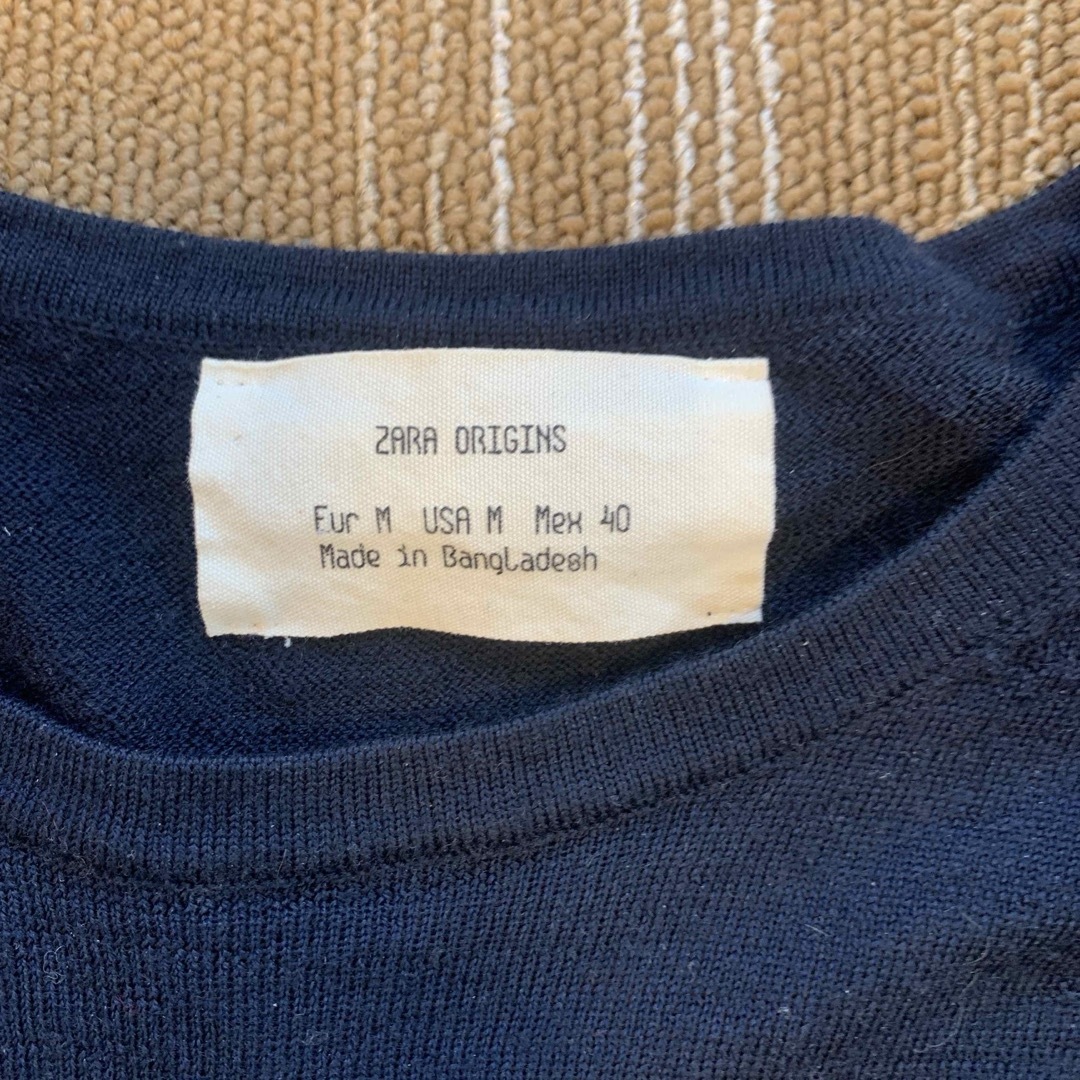 ZARA ORIGINS
Eur M USA M Mex 40
Made in Bangladesh